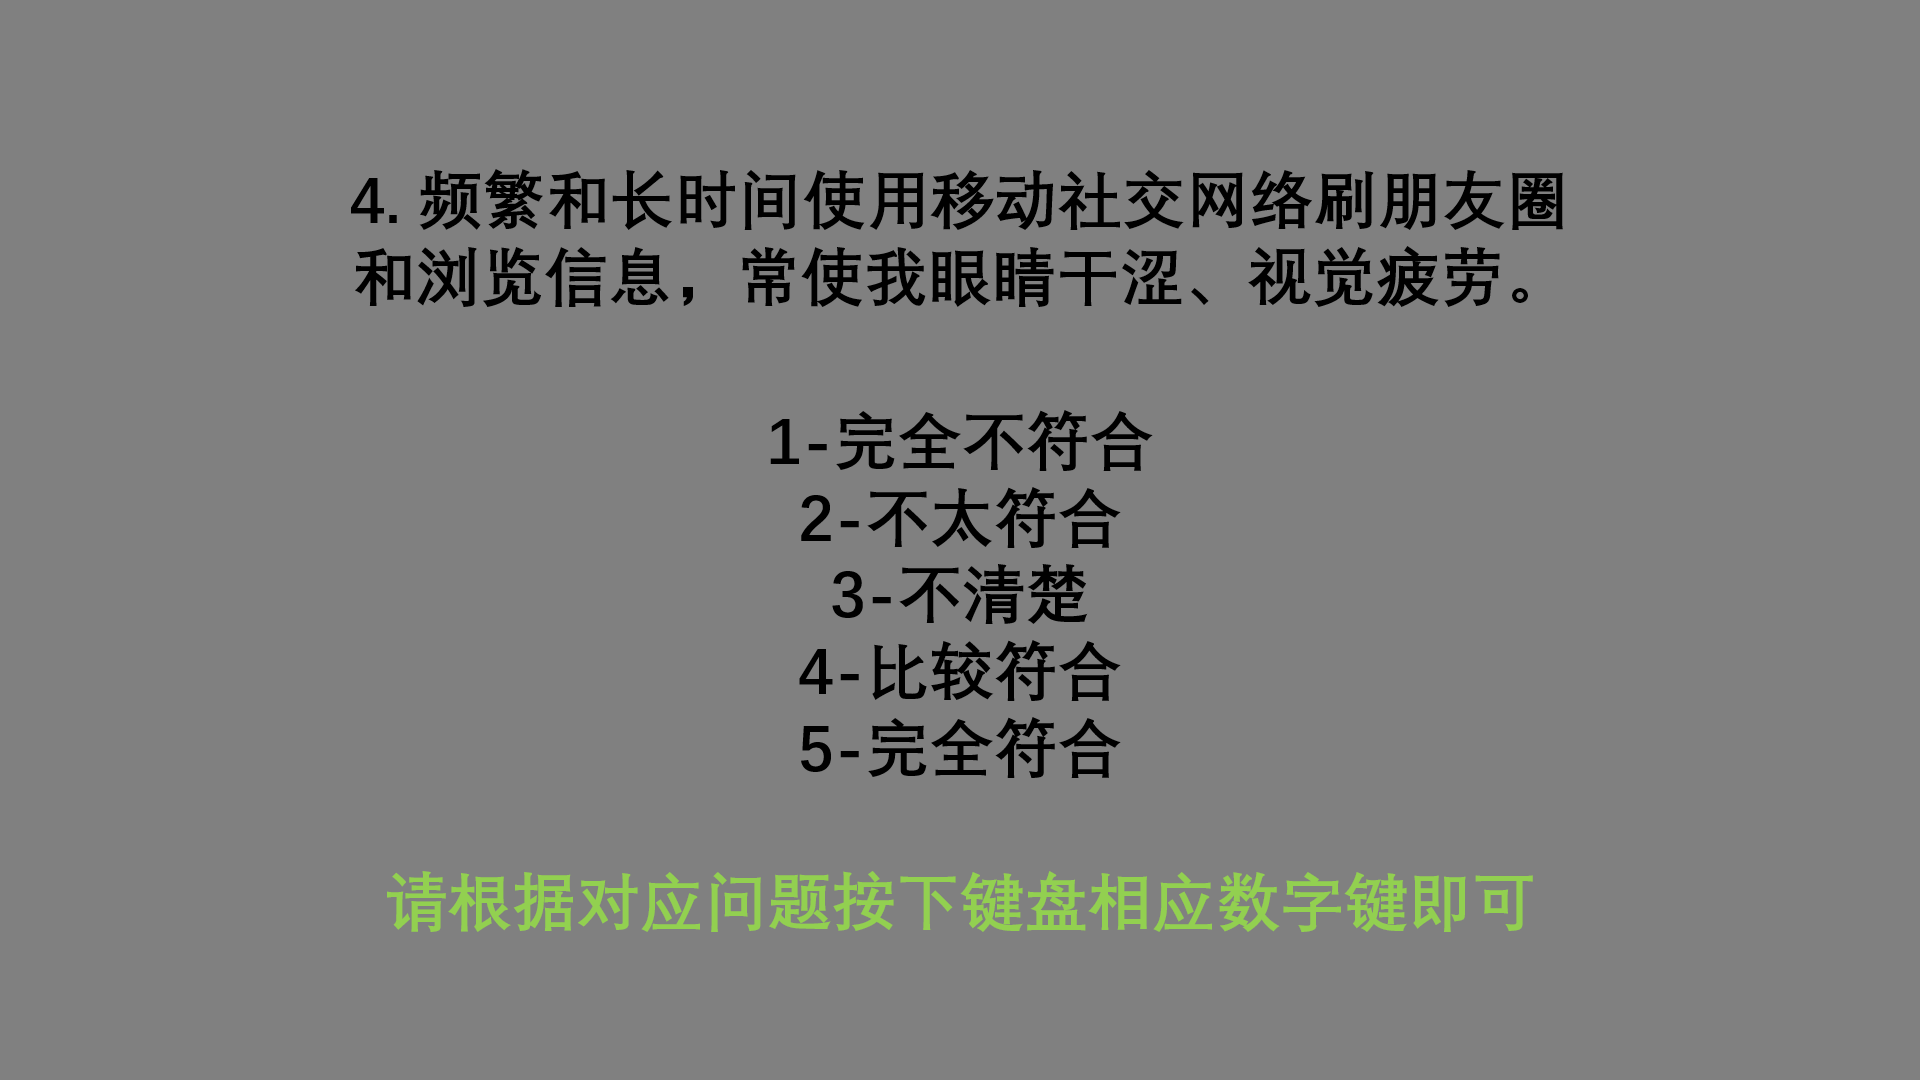 4. 频繁和长时间使用移动社交网络刷朋友圈
和浏览信息，常使我眼睛干涩、视觉疲劳。
1-完全不符合
2-不太符合
3-不清楚
4-比较符合
5-完全符合
请根据对应问题按下键盘相应数字键即可